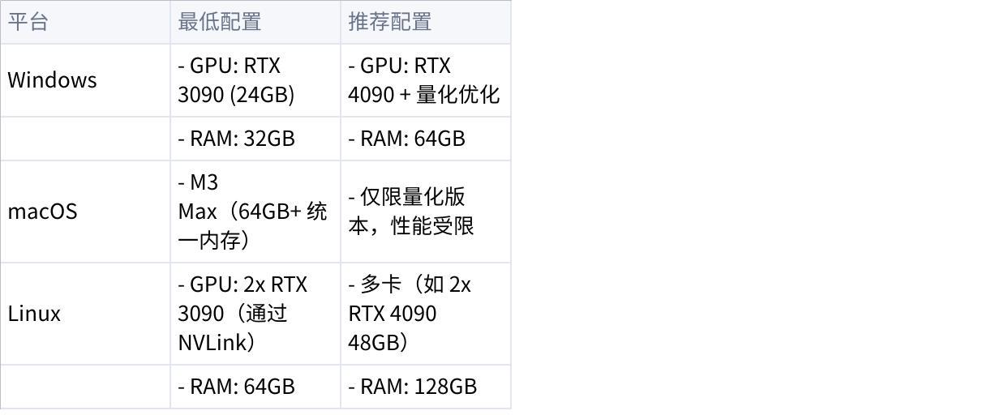 平台 最低配置 推荐配置
Windows
- GPU: RTX
3090 (24GB)
- GPU: RTX
4090 + 量化优化
- RAM: 32GB
- RAM: 64GB
macOS
- M3
Max（64GB+ 统
一内存）
- 仅限量化版
本，性能受限
Linux
- GPU: 2x RTX
3090（通过
NVLink）
- 多卡（如 2x
RTX 4090
48GB）
- RAM: 64GB
- RAM: 128GB